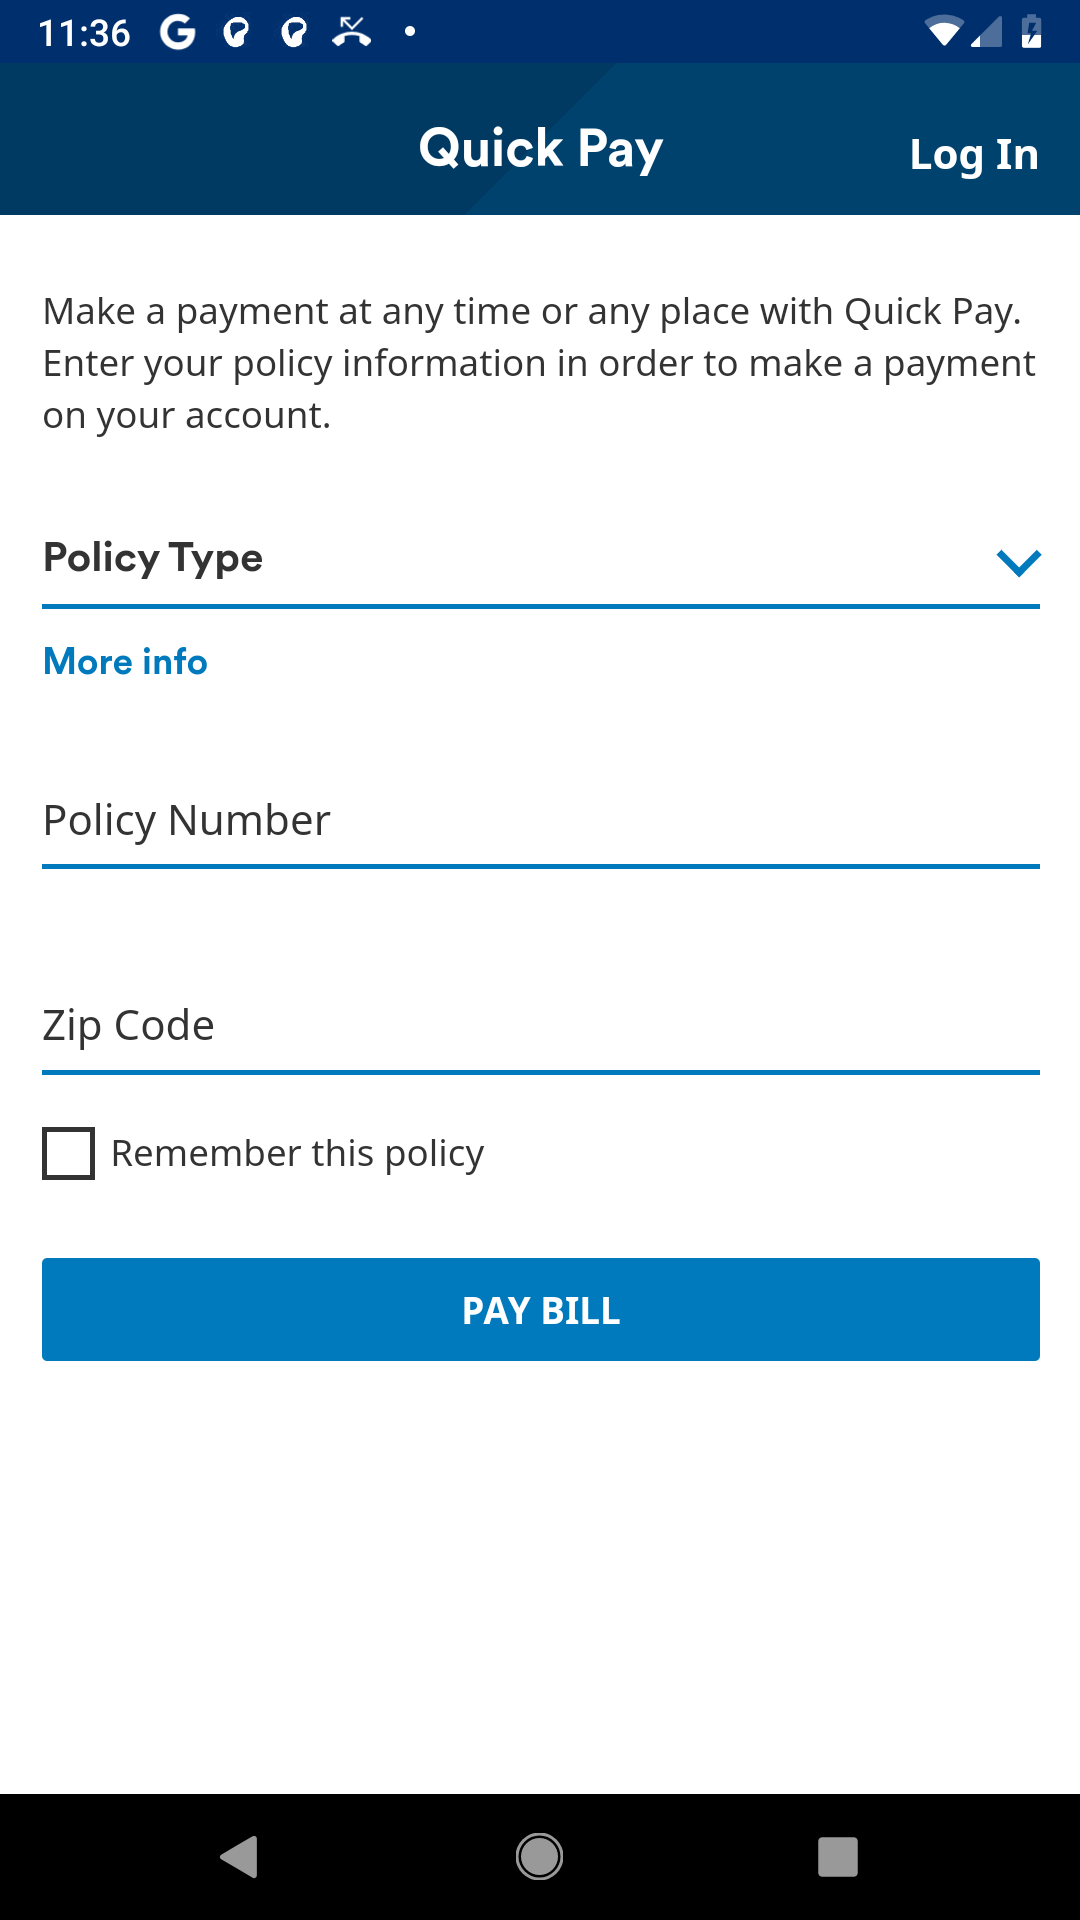 11:36
Quick Pay
Log In
Make a payment at any time or any place with Quick Pay.
Enter your policy information in order to make a payment
on your account.
Policy Type
More info
Policy Number
Zip Code
Remember this policy
PAY BILL